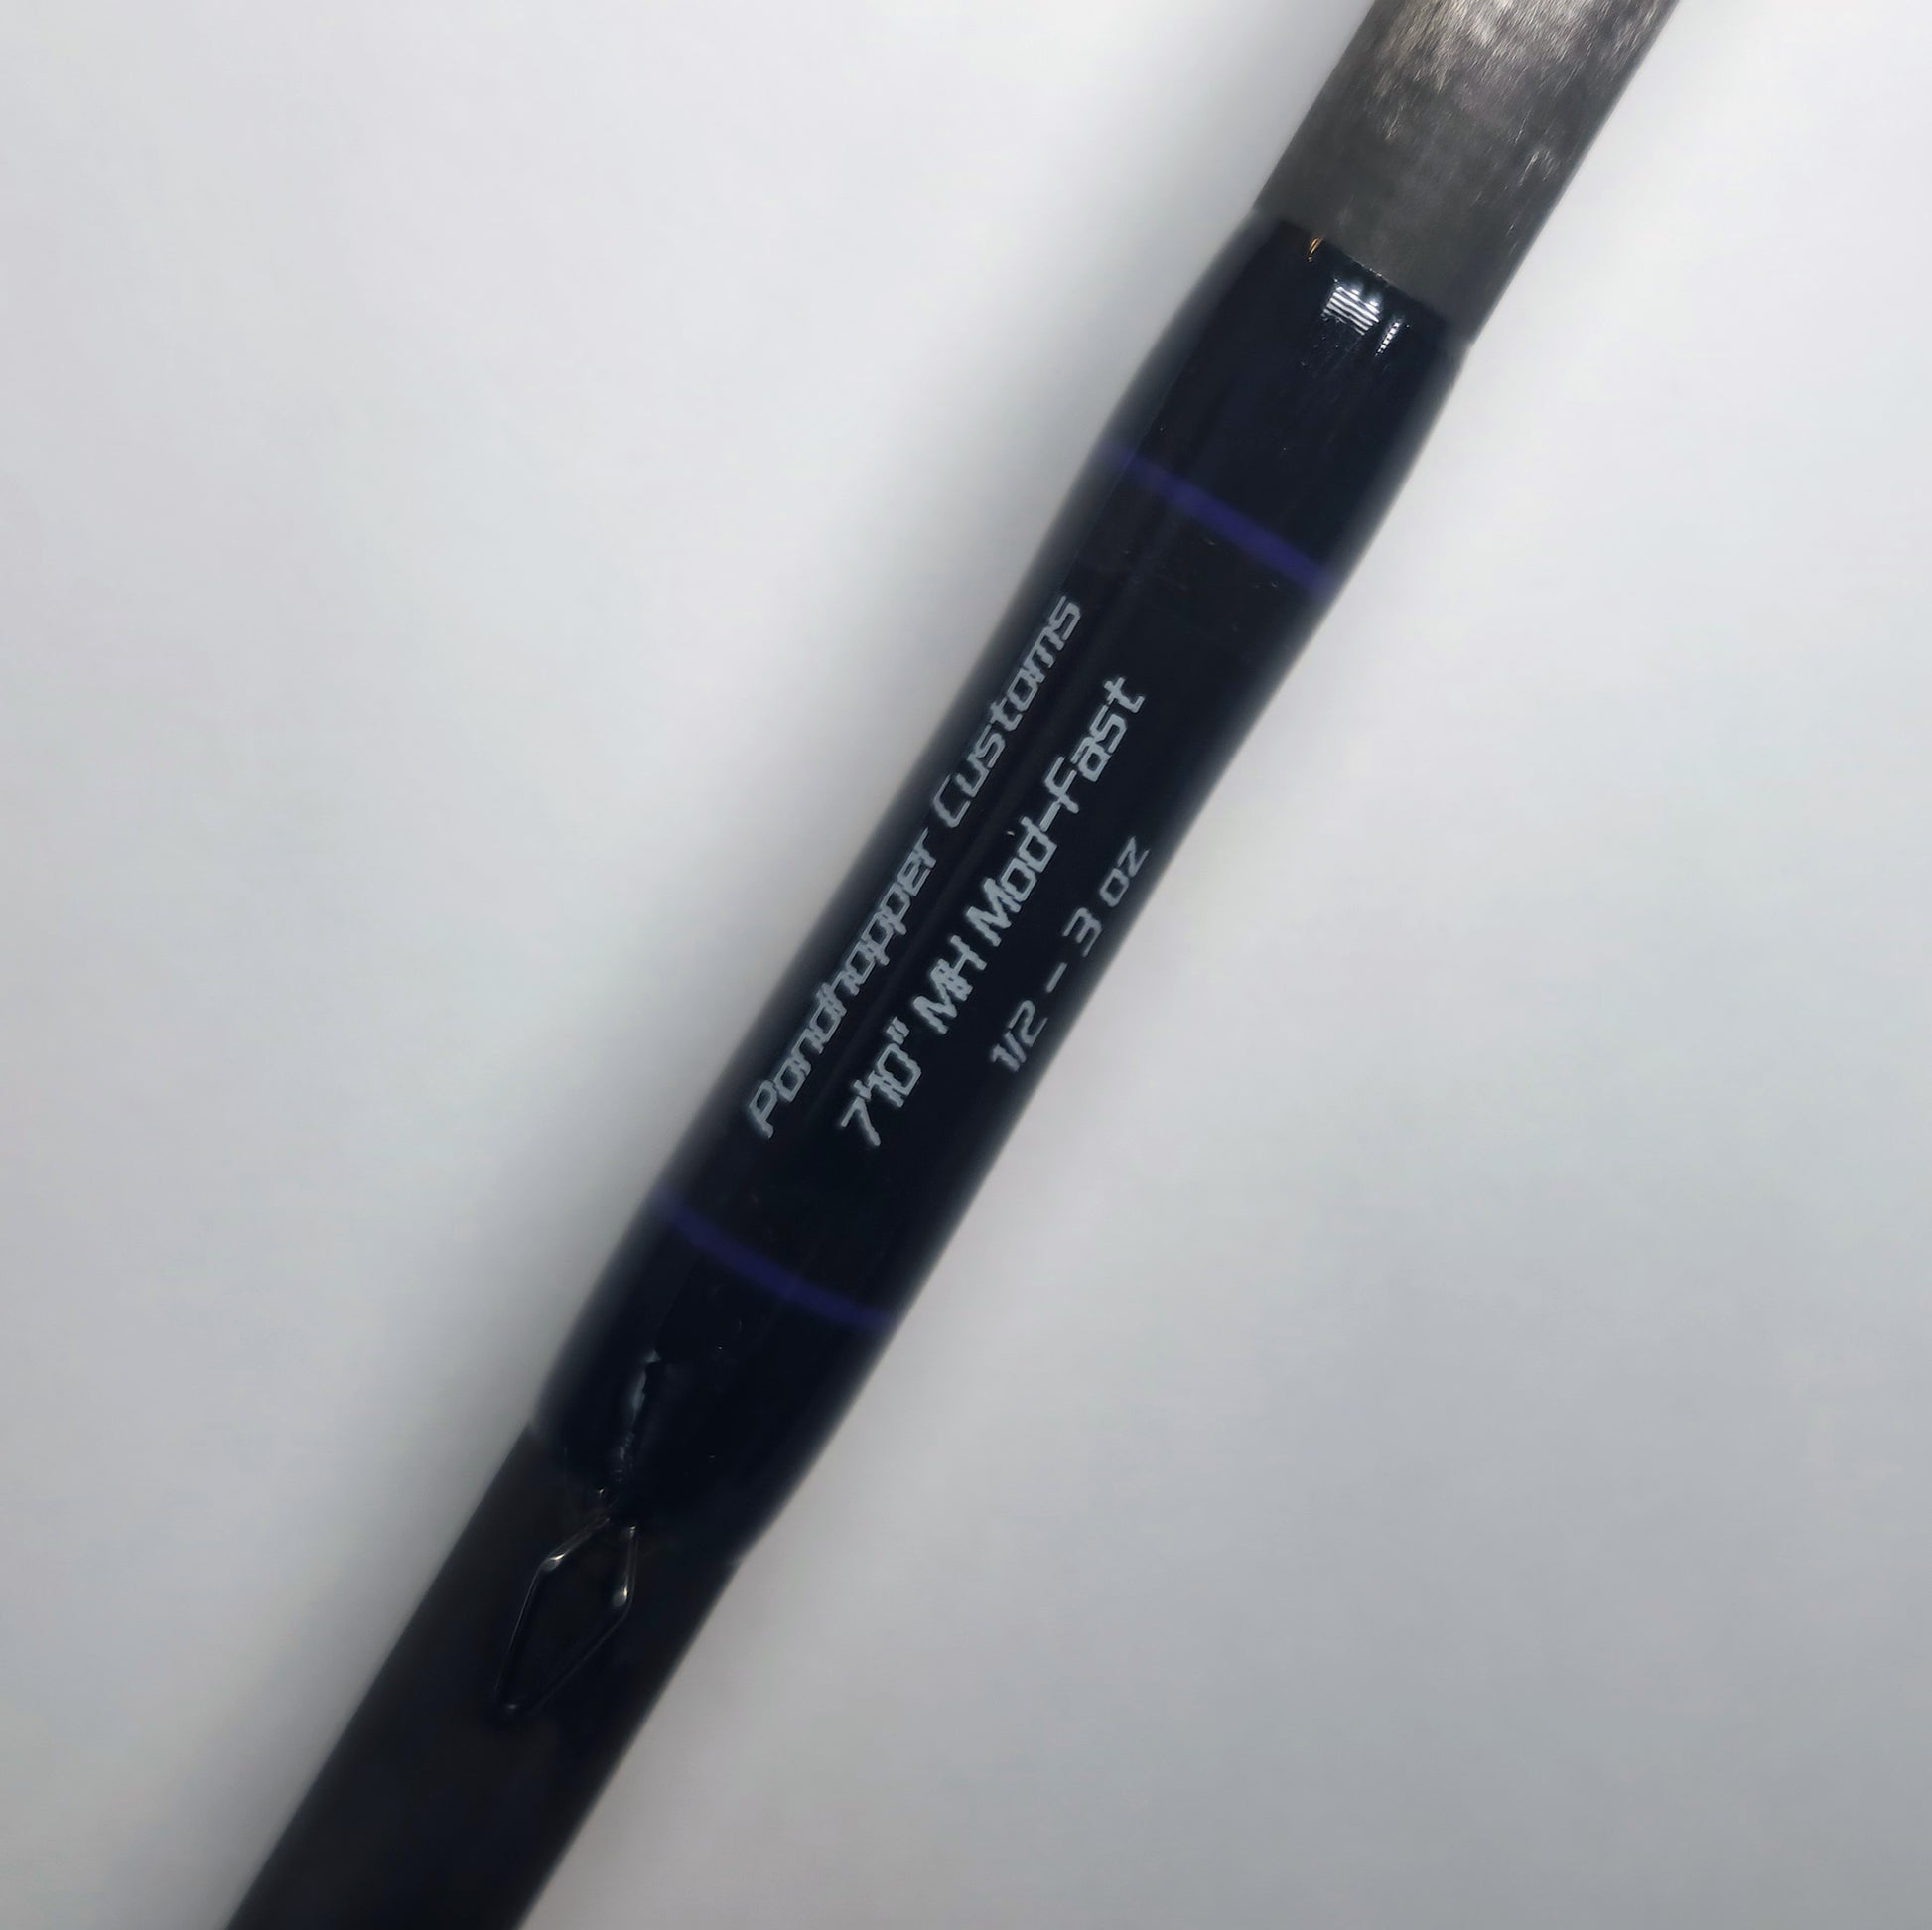 Pondhopper Customs
7'10" MH Mod-Fast
1/2 - 3 oz